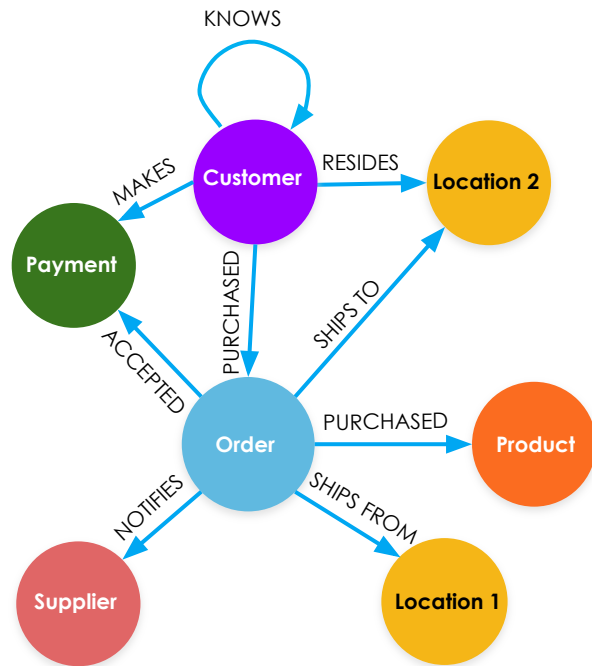 KNOWS
Customer
RESIDES
Location 2
MAKES
Payment
PURCHASED
SHIPS TO
ACCEPTED
Order
PURCHASED
Product
NOTIFIES
SHIPS FROM
Supplier
Location 1